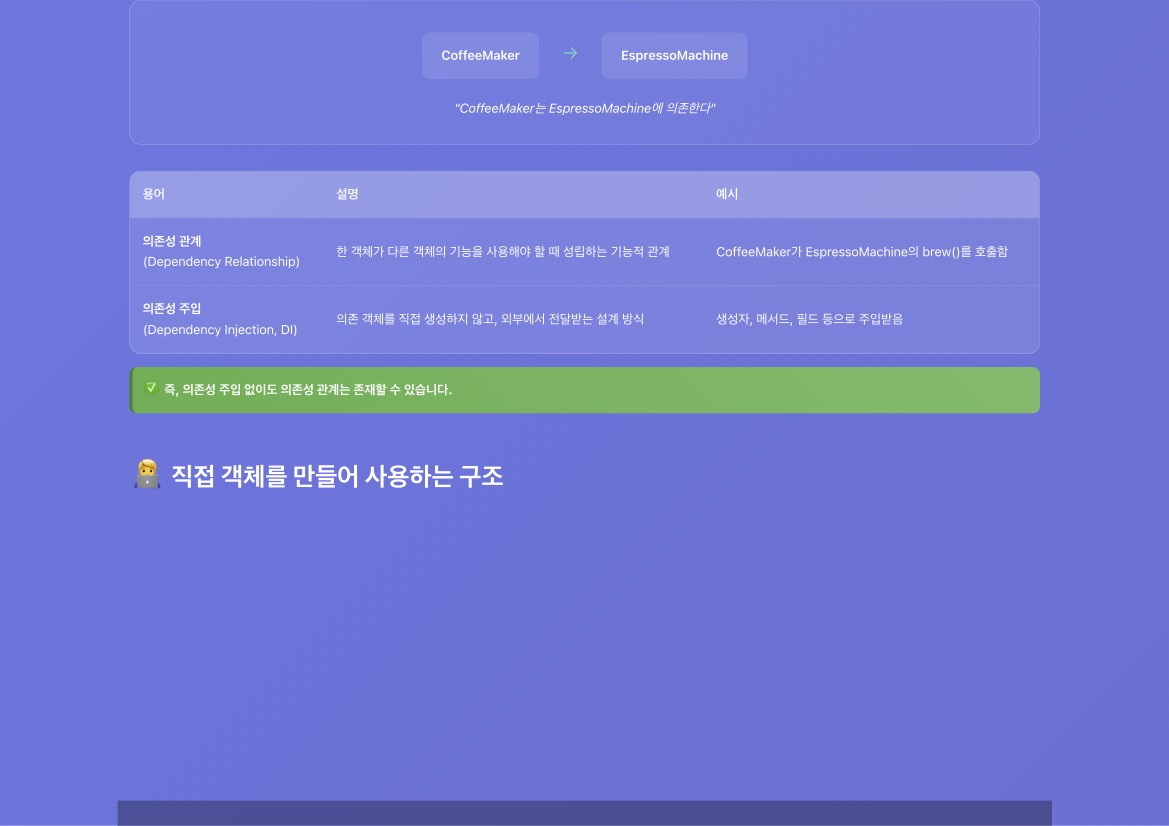 CoffeeMaker → EspressoMachine
"CoffeeMaker는 EspressoMachine에 의존한다"
용어 설명 예시
의존성 관계
(Dependency Relationship)
한 객체가 다른 객체의 기능을 사용해야 할 때 성립하는 기능적 관계
CoffeeMaker가 EspressoMachine의 brew()를 호출함
의존성 주입
(Dependency Injection, DI)
의존 객체를 직접 생성하지 않고, 외부에서 전달받는 설계 방식
생성자, 메서드, 필드 등으로 주입받음
✅ 즉, 의존성 주입 없이도 의존성 관계는 존재할 수 있습니다.
🧑‍💻 직접 객체를 만들어 사용하는 구조